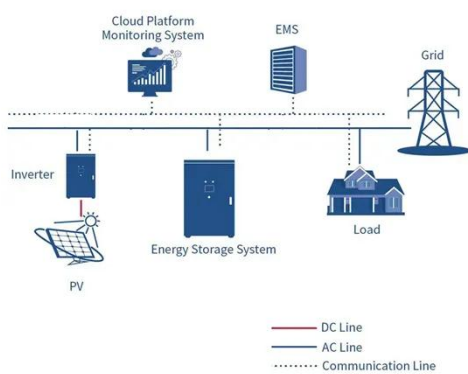 Cloud Platform
Monitoring System
EMS
Grid
Inverter
Energy Storage System
Load
PV
DC Line
AC Line
Communication Line